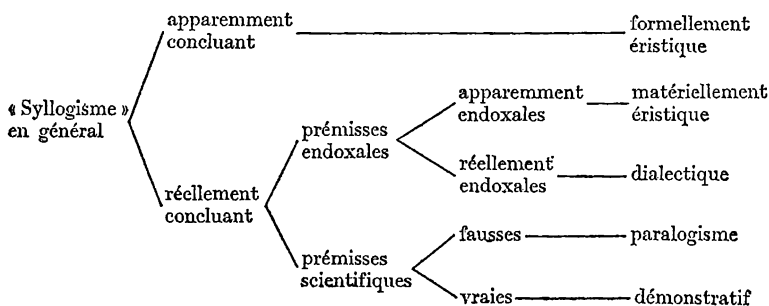 apparemment
concluant
formellement
éristique
« Syllogisme »
en général
apparemment
endoxales
matériellement
éristique
prémisses
endoxales
réellement
endoxales
dialectique
réellement
concluant
fausses
paralogisme
prémisses
scientifiques
vraies
démonstratif